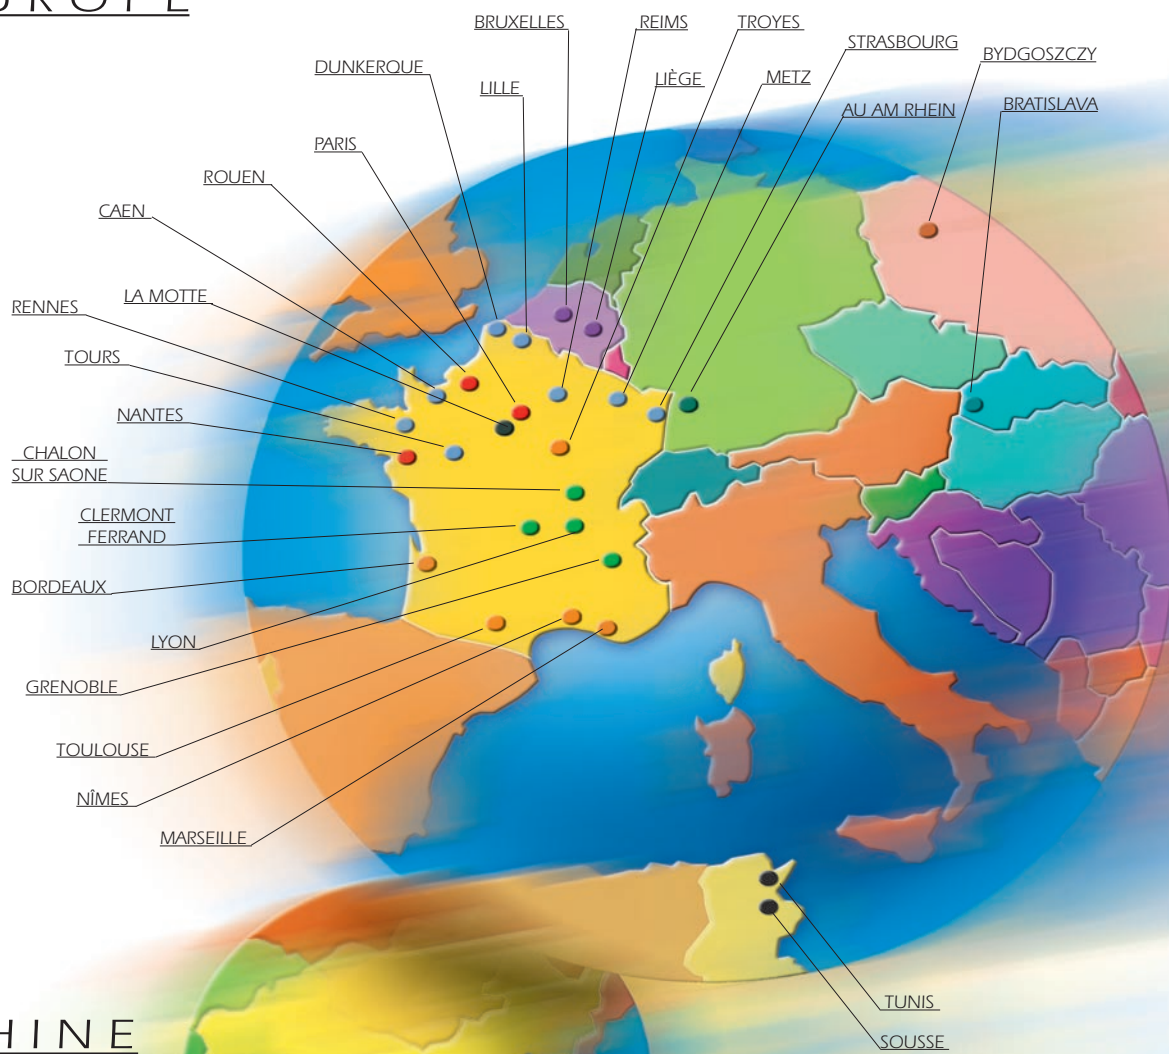 UROPE
BRUXELLES
REIMS
TROYES
STRASBOURG
BYDGOSZCZY
DUNKERQUE
LILLE
LIÈGE
METZ
AU AM RHEIN
BRATISLAVA
PARIS
ROUEN
CAEN
LA MOTTE
RENNES
TOURS
NANTES
CHALON
SUR SAONE
CLERMONT
FERRAND
BORDEAUX
LYON
GRENOBLE
TOULOUSE
NÎMES
MARSEILLE
TUNIS
SOUSSE
HINE